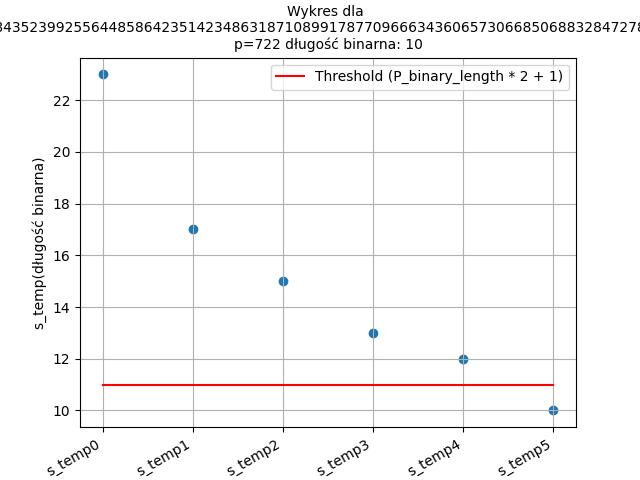 Wykres dla
34352399255644858642351423486318710899178770966634360657306685068832847278
p=722 długość binarna: 10
Threshold (P_binary_length * 2 + 1)
s_temp(długość binarna)
22
20
18
16
14
12
10
s_temp0
s_temp1
s_temp2
s_temp3
s_temp4
s_temp5